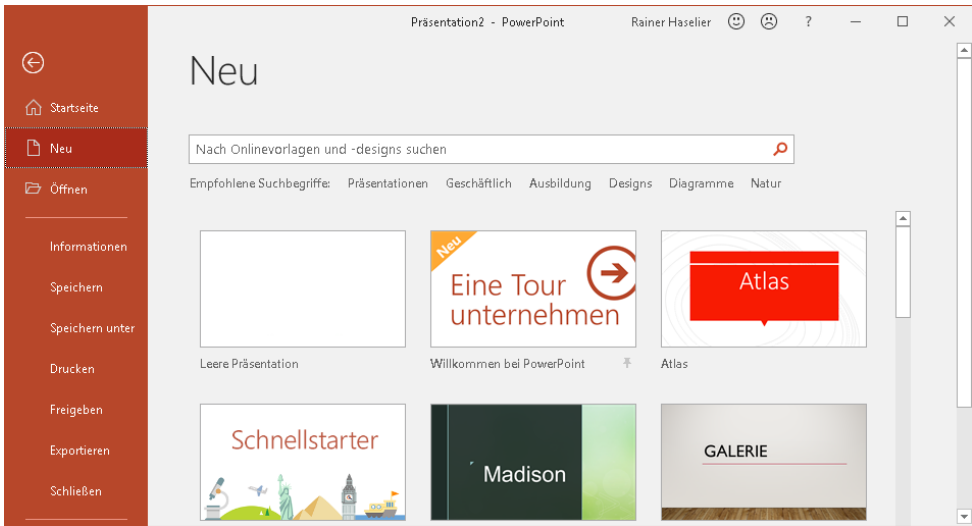 Präsentation2 - PowerPoint Rainer Haselier ?
Neu
Startseite
Neu
Öffnen
Informationen
Speichern
Speichern unter
Drucken
Freigeben
Exportieren
Schließen
Nach Onlinevorlagen und -designs suchen
Empfohlene Suchbegriffe: Präsentationen Geschäftlich Ausbildung Designs Diagramme Natur
Neu
Eine Tour
unternehmen
Atlas
Leere Präsentation Willkommen bei PowerPoint Atlas
Schnellstarter
Madison
GALERIE